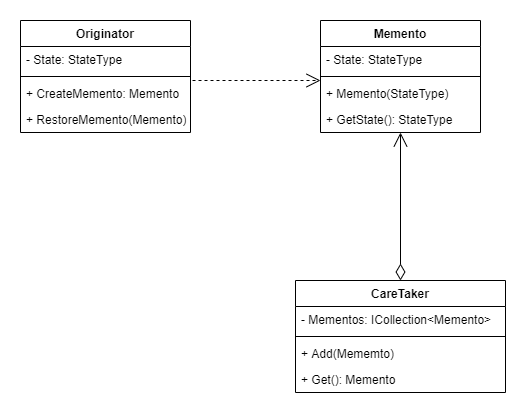 Originator
- State: StateType
+ CreateMemento: Memento
+ RestoreMemento(Memento)
Memento
- State: StateType
+ Memento(StateType)
+ GetState(): StateType
CareTaker
- Mementos: ICollection<Memento>
+ Add(Mememto)
+ Get(): Memento